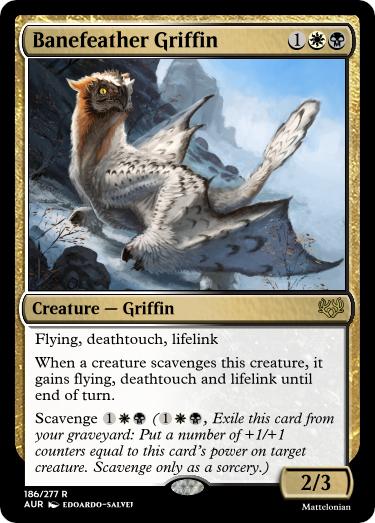 Banefeather Griffin 1
Creature — Griffin
Flying, deathtouch, lifelink
When a creature scavenges this creature, it
gains flying, deathtouch and lifelink until
end of turn.
Scavenge 1 (1, Exile this card from
your graveyard: Put a number of +1/+1
counters equal to this card's power on target
creature. Scavenge only as a sorcery.)
2/3
186/277 R
AUR EDOARDO-SALVEJ
Mattelonian